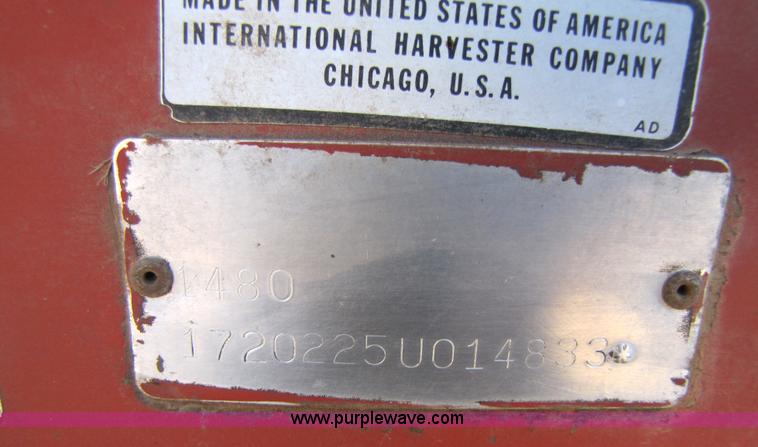 MADE IN THE UNITED STATES OF AMERICA
INTERNATIONAL HARVESTER COMPANY
CHICAGO, U.S.A.
AD
1480
1720225U014833
www.purplewave.com